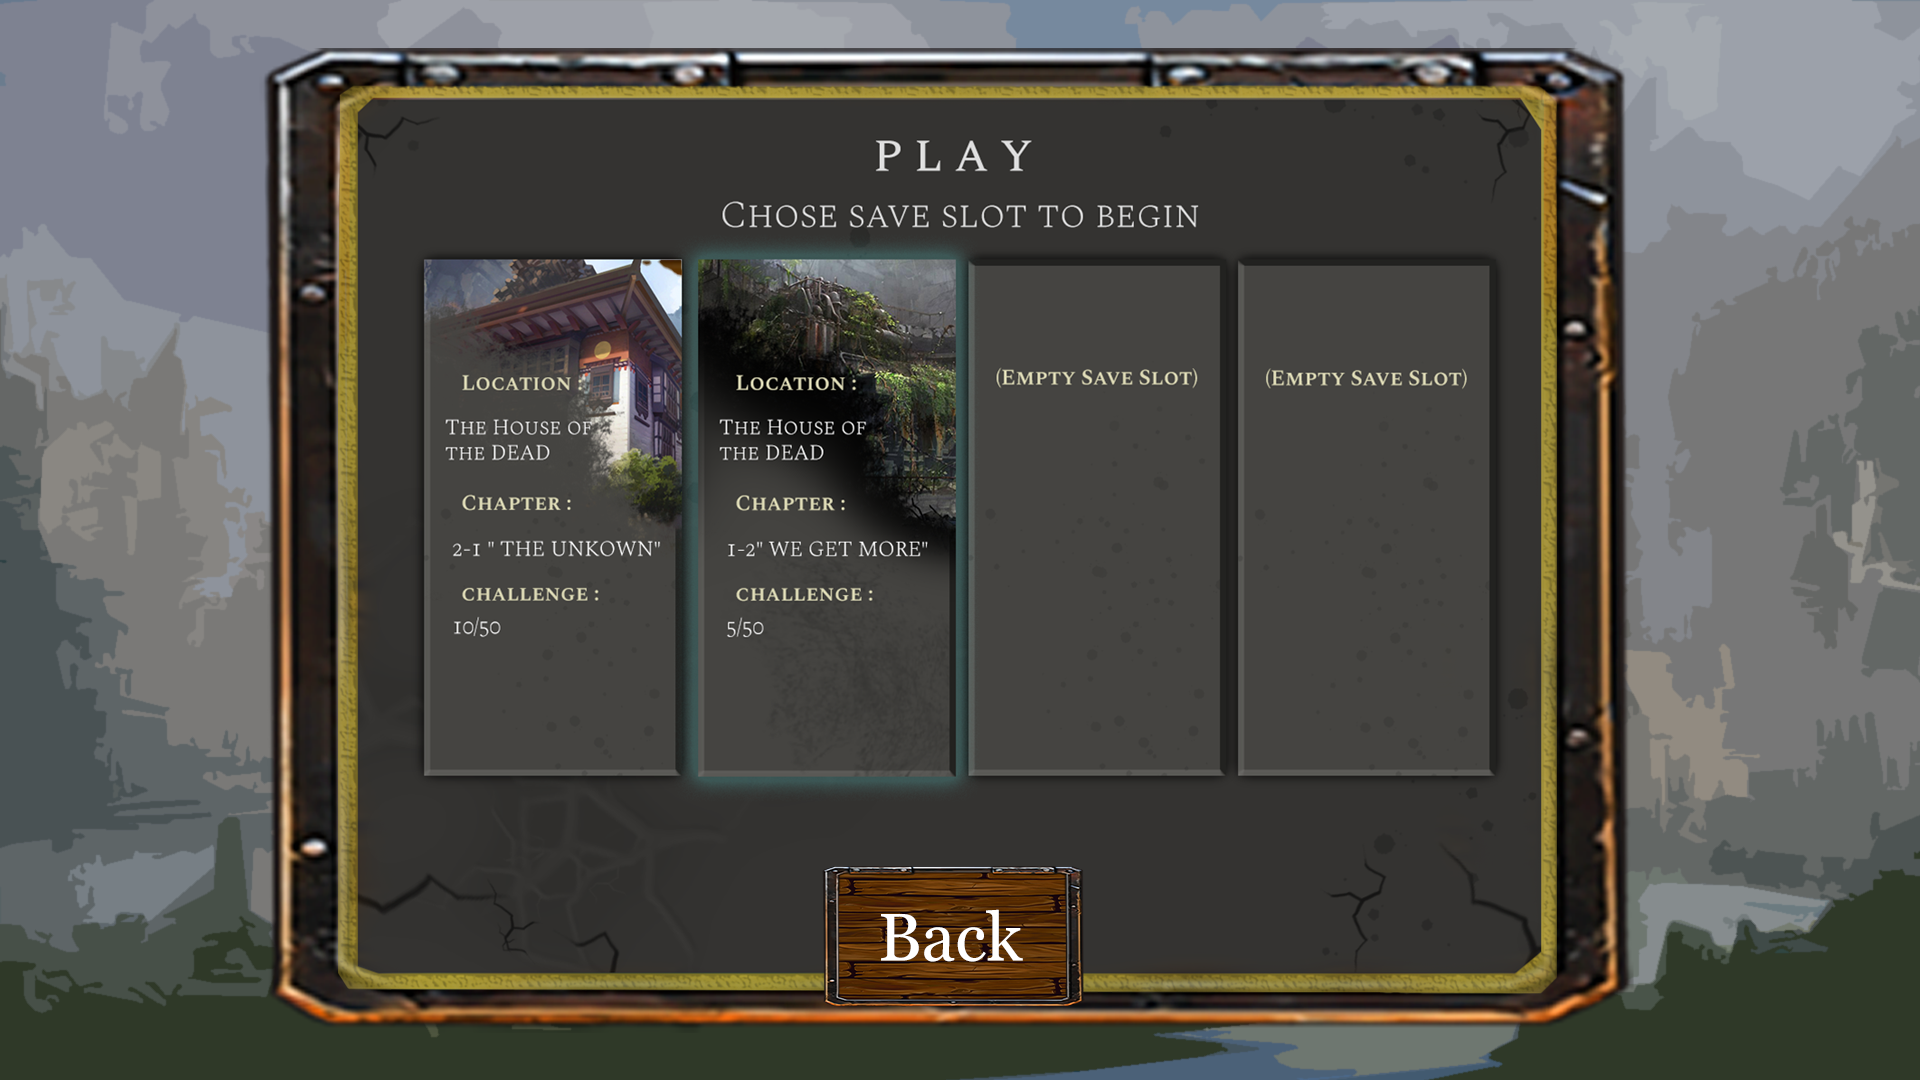 PLAY
CHOSE SAVE SLOT TO BEGIN
LOCATION :
THE HOUSE OF
THE DEAD
CHAPTER :
2-1 " THE UNKOWN"
CHALLENGE :
10/50
LOCATION :
THE HOUSE OF
THE DEAD
CHAPTER :
1-2" WE GET MORE"
CHALLENGE :
5/50
(EMPTY SAVE SLOT)
(EMPTY SAVE SLOT)
Back